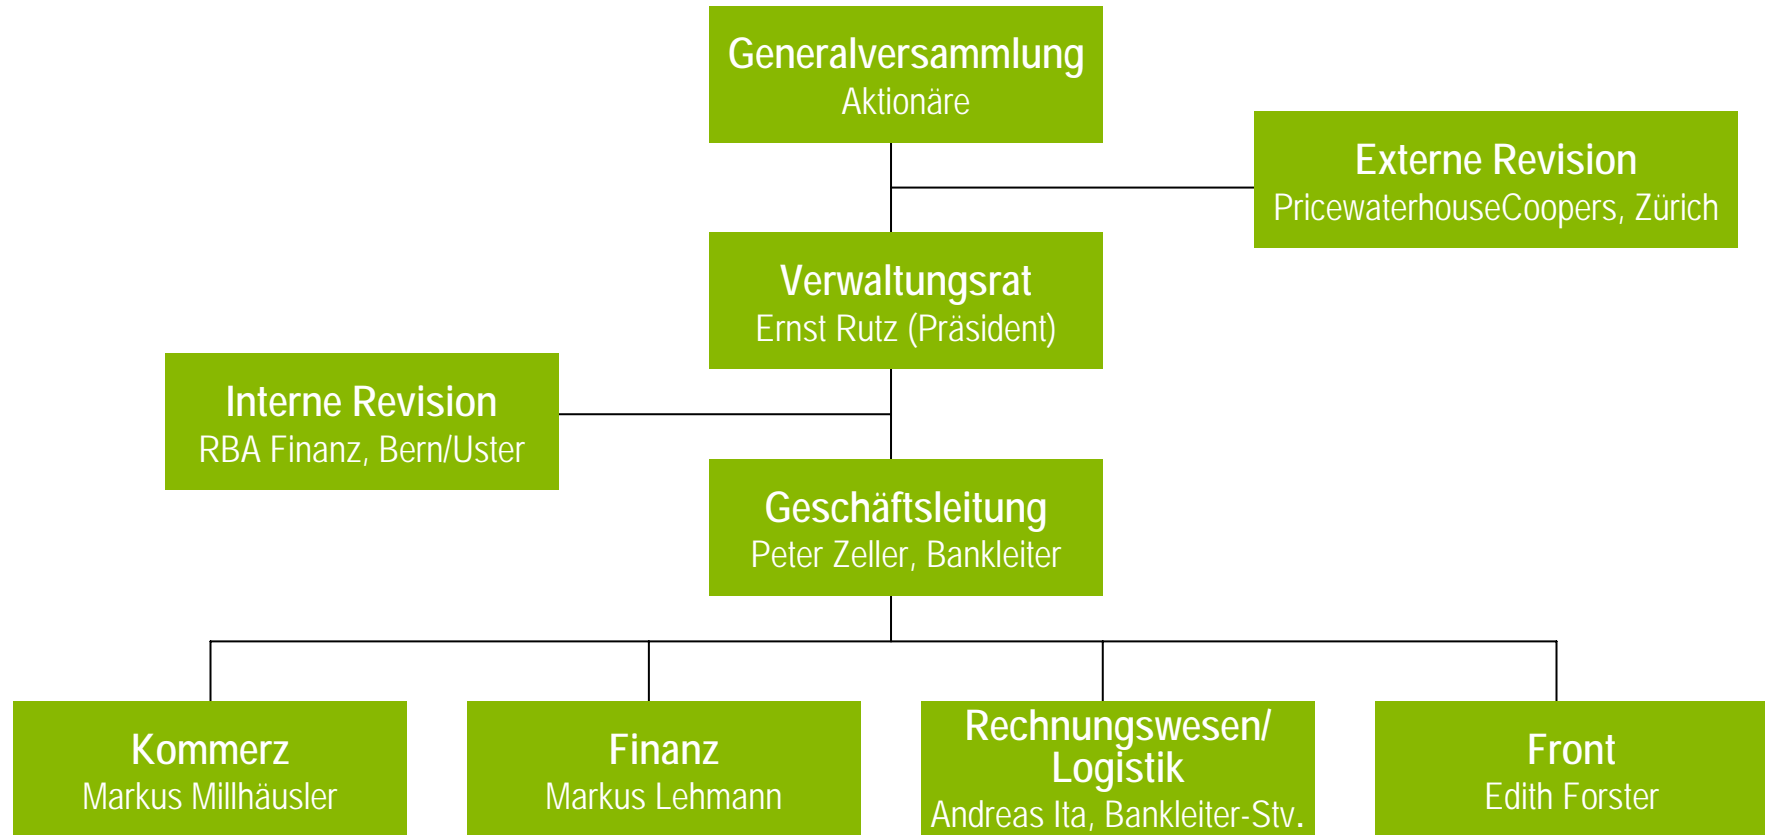 Generalversammlung
Aktionäre
Externe Revision
PricewaterhouseCoopers, Zürich
Verwaltungsrat
Ernst Rutz (Präsident)
Interne Revision
RBA Finanz, Bern/Uster
Geschäftsleitung
Peter Zeller, Bankleiter
Kommerz
Markus Millhäusler
Finanz
Markus Lehmann
Rechnungswesen/
Logistik
Andreas Ita, Bankleiter-Stv.
Front
Edith Forster